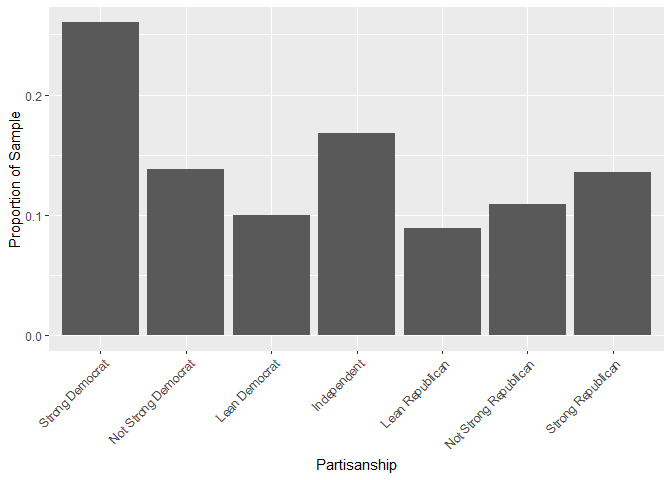 Proportion of Sample
0.2
0.1
0.0
Strong Democrat
Not Strong Democrat
Lean Democrat
Independent
Lean Republican
Not Strong Republican
Strong Republican
Partisanship